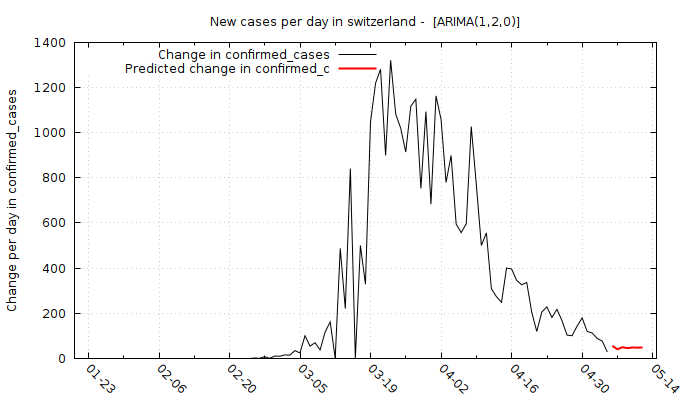 New cases per day in switzerland -  [ARIMA(1,2,0)]
Change in confirmed_cases
Predicted change in confirmed_c
Change per day in confirmed_cases
1400
1200
1000
800
600
400
200
0
01-23 02-06 02-20 03-05 03-19 04-02 04-16 04-30 05-14